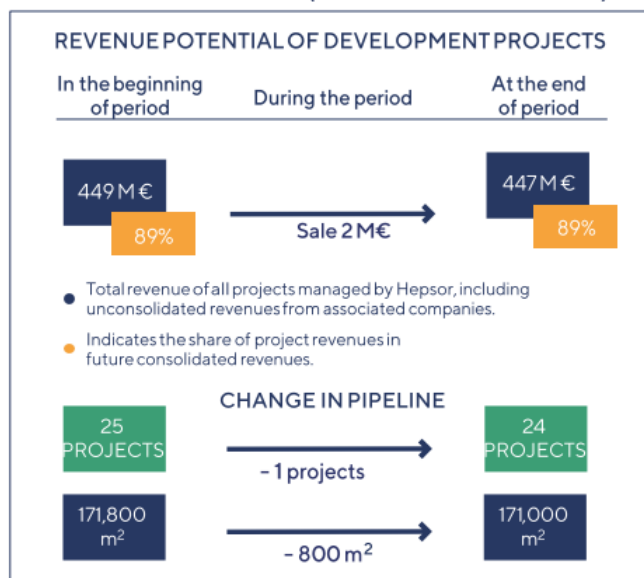 REVENUE POTENTIAL OF DEVELOPMENT PROJECTS
In the beginning
of period
During the period
At the end
of period
449 M €
89%
Sale 2 M€
447 M €
89%
Total revenue of all projects managed by Hepsor, including
unconsolidated revenues from associated companies.
Indicates the share of project revenues in
future consolidated revenues.
CHANGE IN PIPELINE
25
PROJECTS
- 1 projects
24
PROJECTS
171,800
m²
- 800 m²
171,000
m²